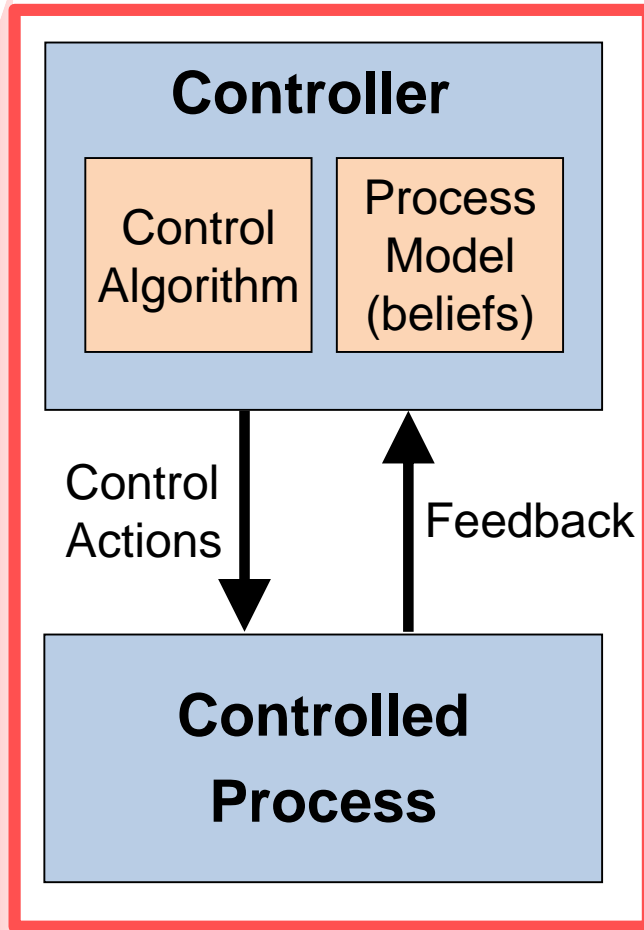 Controller
Control
Algorithm
Process
Model
(beliefs)
Control
Actions
Feedback
Controlled
Process